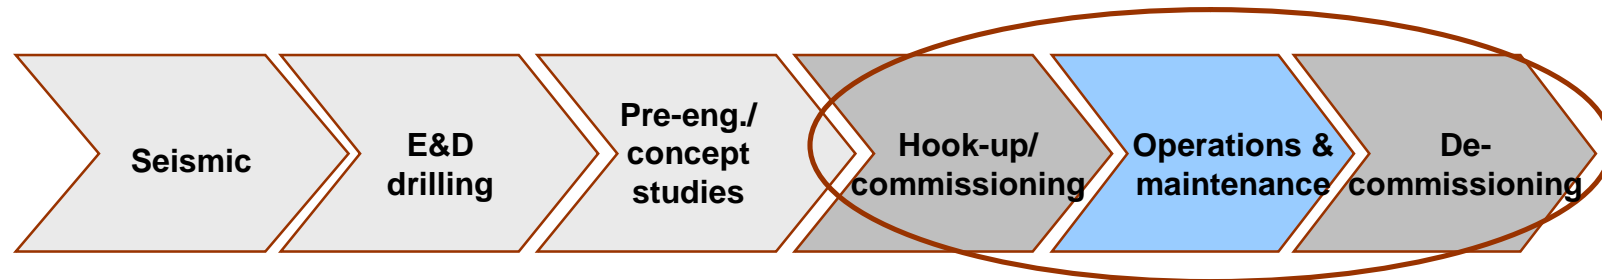 Seismic
E&D
drilling
Pre-eng./
concept
studies
Hook-up/
commissioning
Operations &
maintenance
De-
commissioning